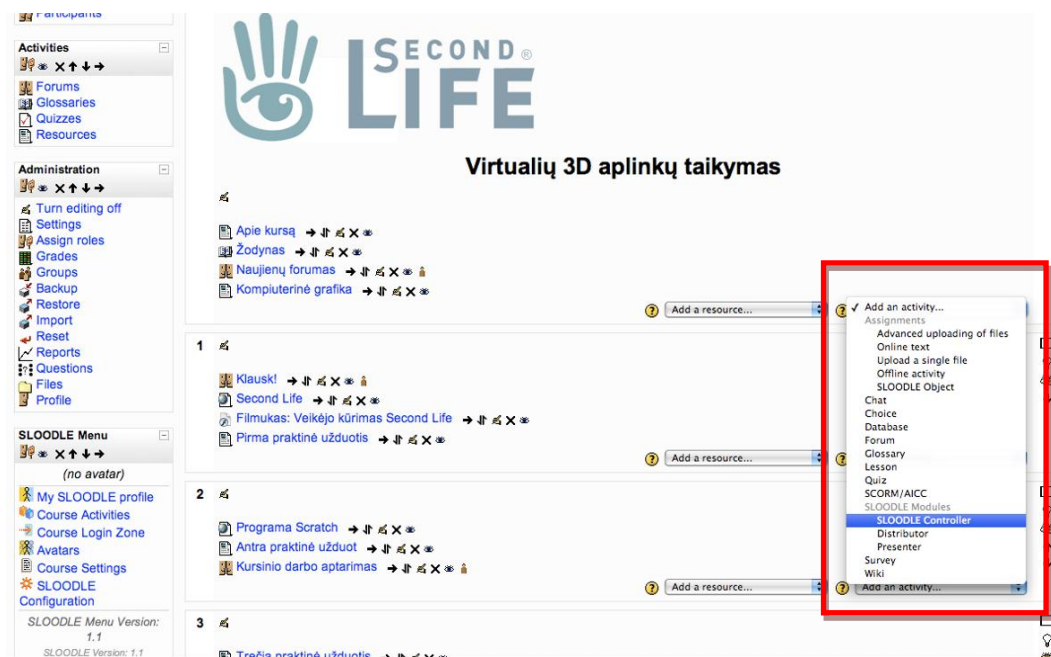 Participants
Activities
Forums
Glossaries
Quizzes
Resources
Administration
Turn editing off
Settings
Assign roles
Grades
Groups
Backup
Restore
Import
Reset
Reports
Questions
Files
Profile
SLOODLE Menu
(no avatar)
My SLOODLE profile
Course Activities
Course Login Zone
Avatars
Course Settings
SLOODLE
Configuration
SLOODLE Menu Version:
1.1
SLOODLE Version: 1.1
SECOND®
LIFE
Virtualių 3D aplinkų taikymas
Apie kursą
Žodynas
Naujienų forumas
Kompiuterinė grafika
Add a resource...
1
Klausk!
Second Life
Filmukas: Veikėjo kūrimas Second Life
Pirma praktinė užduotis
Add a resource...
2
Programa Scratch
Antra praktinė užduot
Kursinio darbo aptarimas
Add a resource...
Add an activity...
3
Trečia praktinė užduotis
✓ Add an activity...
Assignments
Advanced uploading of files
Online text
Upload a single file
Offline activity
SLOODLE Object
Chat
Choice
Database
Forum
Glossary
Lesson
Quiz
SCORM/AICC
SLOODLE Modules
SLOODLE Controller
Distributor
Presenter
Survey
Wiki